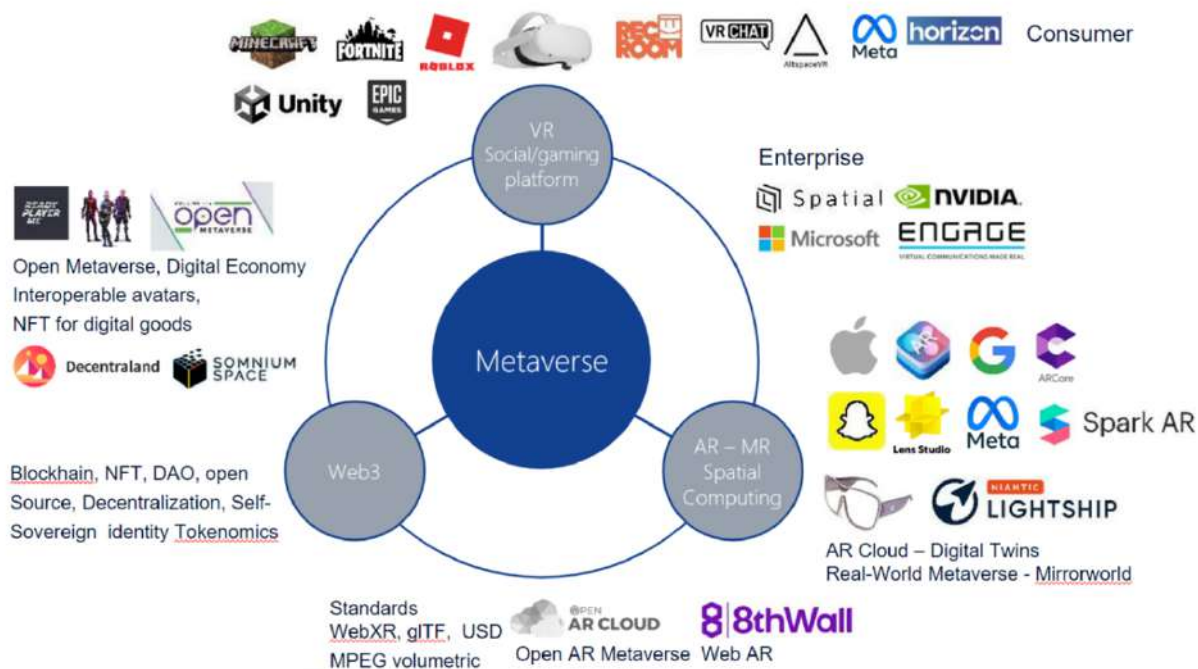 MINECRAFT
FORTNITE
ROBLOX
REC
ROOM
VRCHAT
AltspaceVR
Meta
horizon
Consumer
Unity
EPIC
GAMES
VR
Social/gaming
platform
Enterprise
Spatial
NVIDIA.
Microsoft
ENGAGE
VIRTUAL COMMUNICATIONS MADE REAL
READY
PLAYER
ME
open
METAVERSE
Open Metaverse, Digital Economy
Interoperable avatars,
NFT for digital goods
Decentraland
SOMNIUM
SPACE
Metaverse
AR
G
ARCore
Lens Studio
Meta
Spark AR
Web3
AR – MR
Spatial
Computing
Blockhain, NFT, DAO, open
Source, Decentralization, Self-
Sovereign identity Tokenomics
NIANTIC
LIGHTSHIP
AR Cloud – Digital Twins
Real-World Metaverse - Mirrorworld
Standards
WebXR, glTF, USD
MPEG volumetric
OPEN
AR CLOUD
Open AR Metaverse
8thWall
Web AR